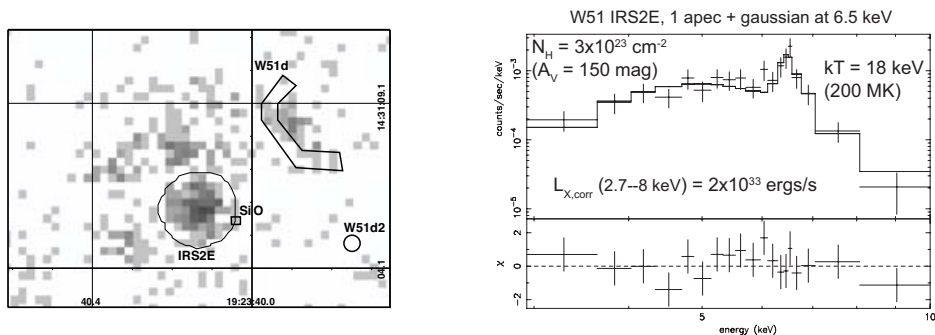 W51d
14:31:09.1
SiO
W51d2
IRS2E
04.1
40.4
19:23:40.0
W51 IRS2E, 1 apec + gaussian at 6.5 keV
N_H = 3x10^23 cm^-2
(A_V = 150 mag)
kT = 18 keV
(200 MK)
L_X,corr (2.7--8 keV) = 2x10^33 ergs/s
counts/sec/keV
10^-3
10^-4
10^-5
χ
2
0
-2
5
10
energy (keV)